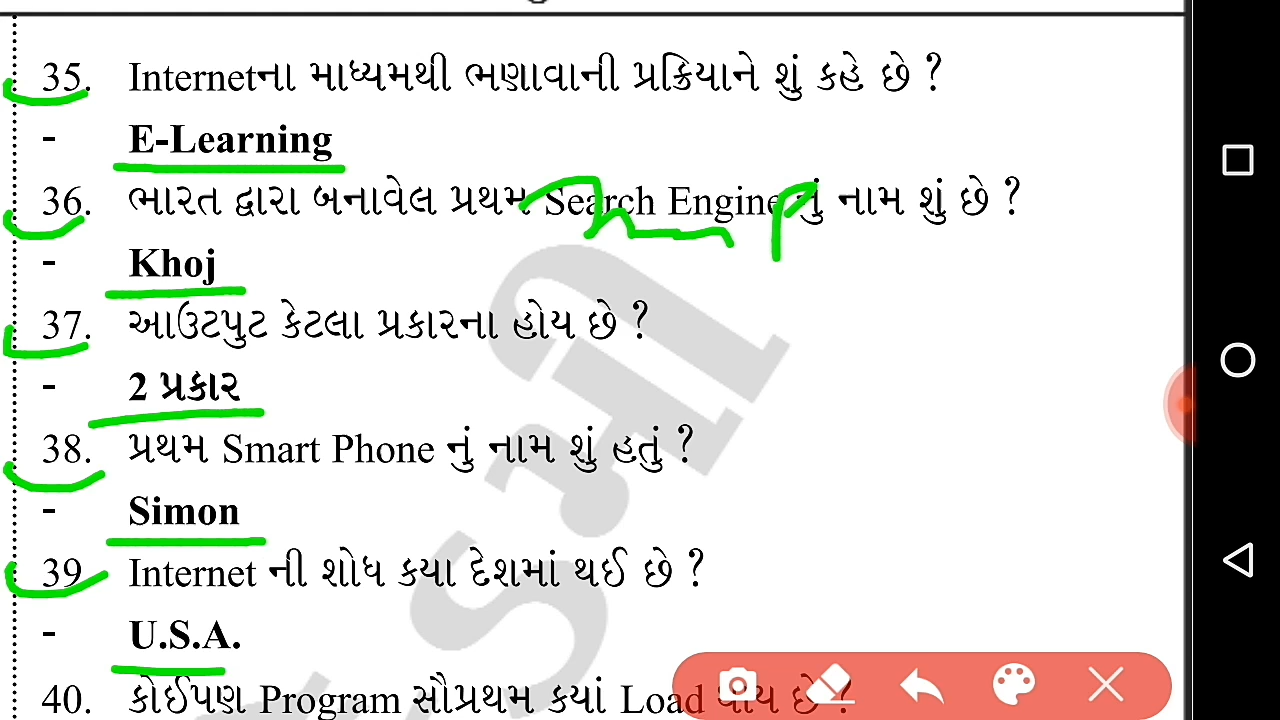 35. Internetના માધ્યમથી ભણાવાની પ્રક્રિયાને શું કહે છે ?
- E-Learning
36. ભારત દ્વારા બનાવેલ પ્રથમ Search Engine નું નામ શું છે ?
- Khoj
37. આઉટપુટ કેટલા પ્રકારના હોય છે ?
- 2 પ્રકાર
38. પ્રથમ Smart Phone નું નામ શું હતું ?
- Simon
39. Internet ની શોધ કયા દેશમાં થઈ છે ?
- U.S.A.
40. કોઈપણ Program સૌપ્રથમ કયાં Load થાય છે ?